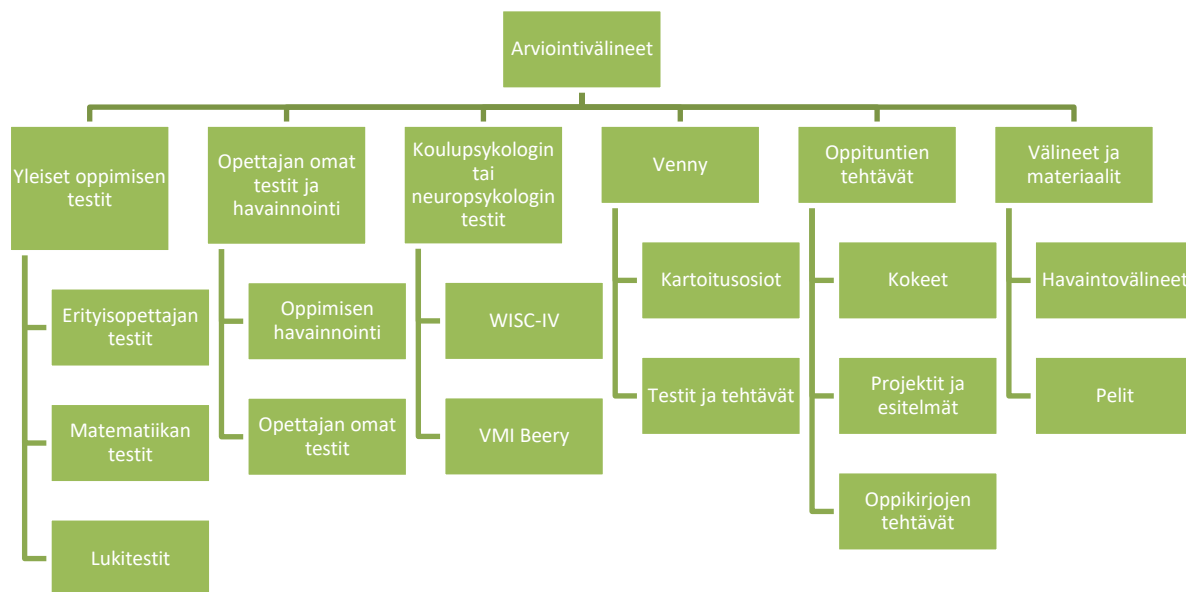 Arviointivälineet
Yleiset oppimisen
testit
Opettajan omat
testit ja
havainnointi
Koulupsykologin
tai
neuropsykologin
testit
Venny
Oppituntien
tehtävät
Välineet ja
materiaalit
Erityisopettajan
testit
Matematiikan
testit
Lukitestit
Oppimisen
havainnointi
Opettajan omat
testit
WISC-IV
VMI Beery
Kartoitusosiot
Testit ja tehtävät
Kokeet
Projektit ja
esitelmät
Oppikirjojen
tehtävät
Havaintovälineet
Pelit